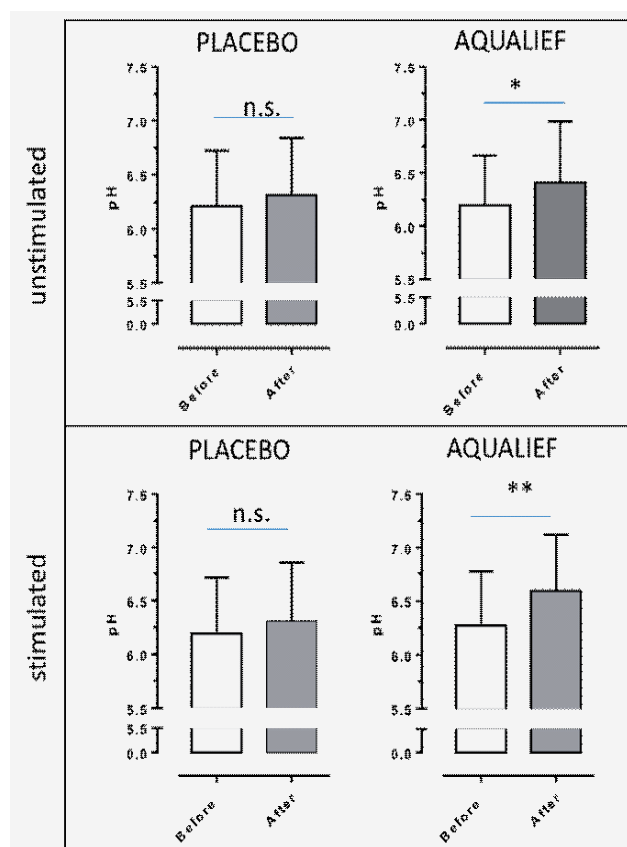 PLACEBO
AQUALIEF
unstimulated
pH
7.5
7.0
6.5
6.0
5.5
5.5
0.0
n.s.
Before
After
pH
7.5
7.0
6.5
6.0
5.5
5.5
0.0
*
Before
After
PLACEBO
AQUALIEF
stimulated
pH
7.5
7.0
6.5
6.0
5.5
5.5
0.0
n.s.
Before
After
pH
7.5
7.0
6.5
6.0
5.5
0.0
**
Before
After